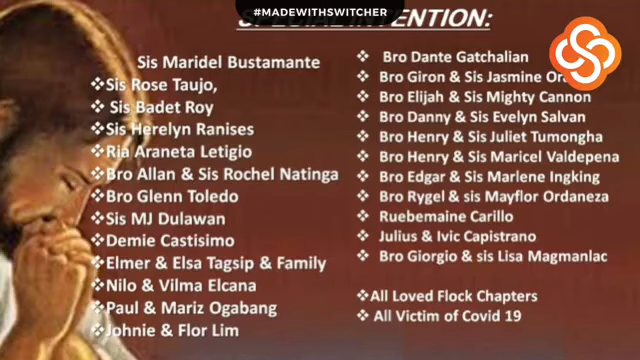 #MADEWITHSWITCHER
SPECIAL INTENTION:
Sis Maridel Bustamante
❖Sis Rose Taujo,
❖ Sis Badet Roy
❖Sis Herelyn Ranises
❖Ria Araneta Letigio
❖Bro Allan & Sis Rochel Natinga
❖Bro Glenn Toledo
❖Sis MJ Dulawan
❖Demie Castisimo
❖Elmer & Elsa Tagsip & Family
❖Nilo & Vilma Elcana
❖Paul & Mariz Ogabang
❖Johnie & Flor Lim
❖ Bro Dante Gatchalian
❖ Bro Giron & Sis Jasmine
❖ Bro Elijah & Sis Mighty Cannon
❖ Bro Danny & Sis Evelyn Salvan
❖ Bro Henry & Sis Juliet Tumongha
❖ Bro Henry & Sis Maricel Valdepena
❖ Bro Edgar & Sis Marlene Ingking
❖ Bro Rygel & sis Mayflor Ordaneza
❖ Ruebemaine Carillo
❖ Julius & Ivic Capistrano
❖ Bro Giorgio & sis Lisa Magmanlac
❖All Loved Flock Chapters
❖ All Victim of Covid 19